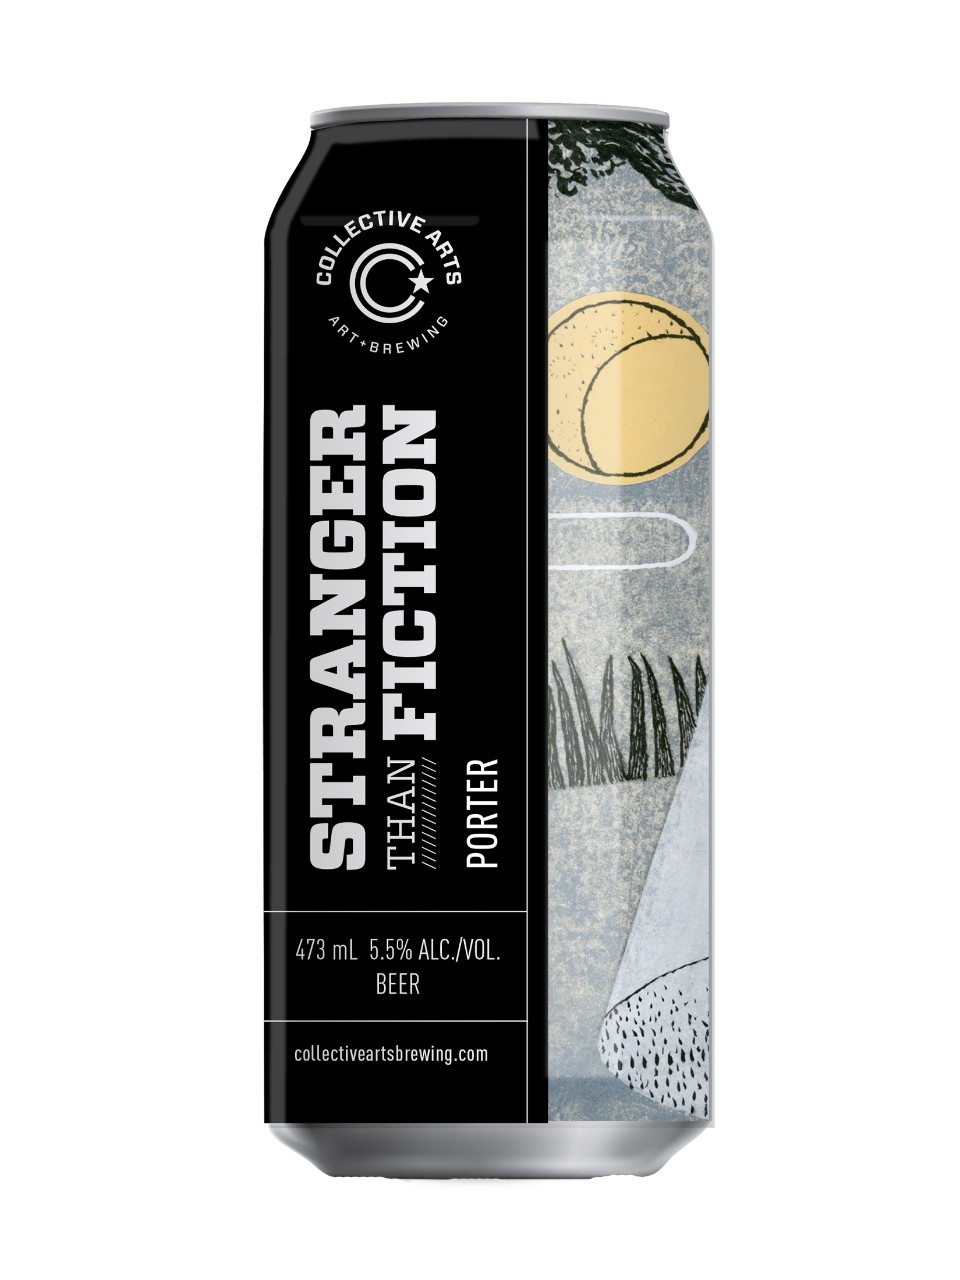 COLLECTIVE ARTS
ART+BREWING
STRANGER
THAN FICTION
PORTER
473 mL 5.5% ALC./VOL.
BEER
collectiveartsbrewing.com